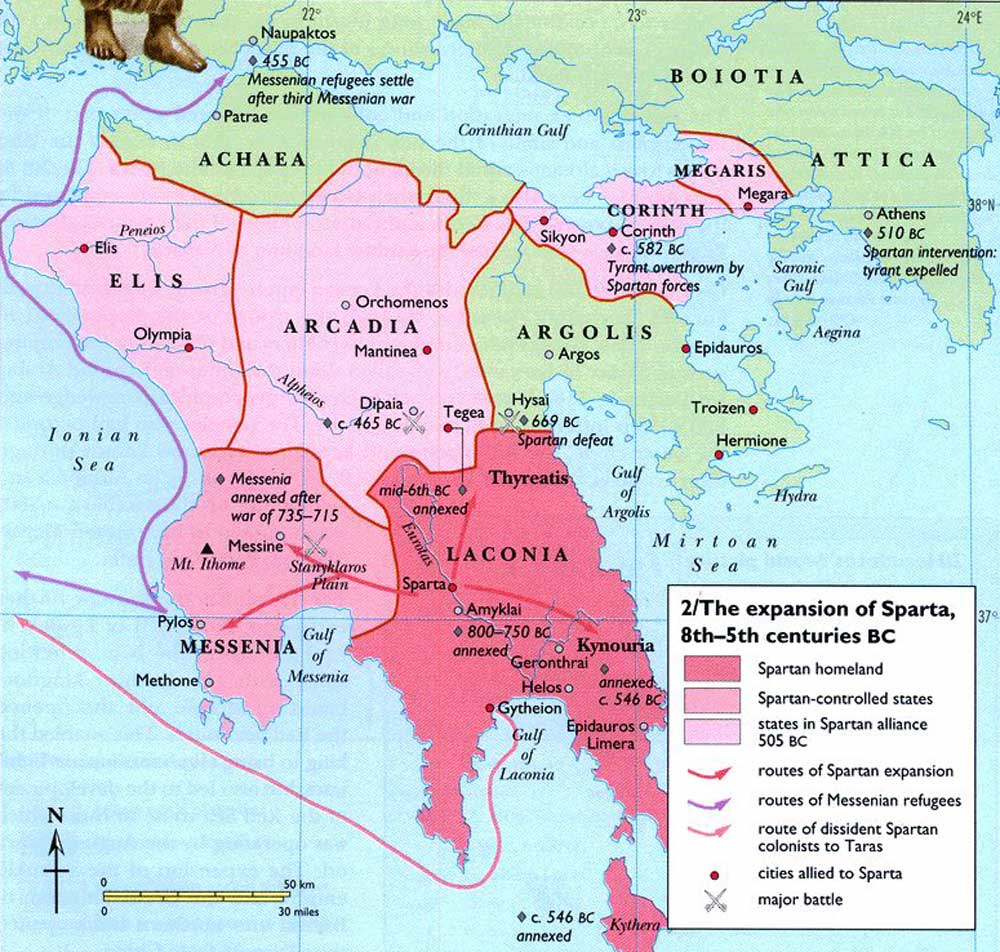 22°
23°
24°E
Naupaktos
455 BC
Messenian refugees settle
after third Messenian war
Patrae
BOIOTIA
Corinthian Gulf
ACHAEA
ATTICA
MEGARIS
Megara
38°N
CORINTH
Athens
Corinth
510 BC
Spartan intervention:
tyrant expelled
Sikyon
c. 582 BC
Tyrant overthrown by
Spartan forces
Saronic
Gulf
Peneios
Elis
ELIS
Orchomenos
ARCADIA
ARGOLIS
Aegina
Olympia
Mantinea
Argos
Epidauros
Alpheios
Dipaia
c. 465 BC
Tegea
Hysai
669 BC
Spartan defeat
Troizen
Hermione
Ionian
Sea
Gulf
of
Argolis
Hydra
Messenia
annexed after
war of 735–715
mid-6th BC
annexed
Thyreatis
Mirtoan
Sea
Messine
Mt. Ithome
Stanyklaros
Plain
Eurotas
LACONIA
Sparta
Amyklai
800–750 BC
annexed
Pylos
MESSENIA
Gulf
of
Messenia
Methone
Kynouria
Geronthrai
annexed
c. 546 BC
Helos
Gytheion
Epidauros
Limera
Gulf
of
Laconia
37°
2/The expansion of Sparta,
8th–5th centuries BC
Spartan homeland
Spartan-controlled states
states in Spartan alliance
505 BC
routes of Spartan expansion
routes of Messenian refugees
route of dissident Spartan
colonists to Taras
cities allied to Sparta
major battle
N
0
50 km
0
30 miles
c. 546 BC
annexed
Kythera